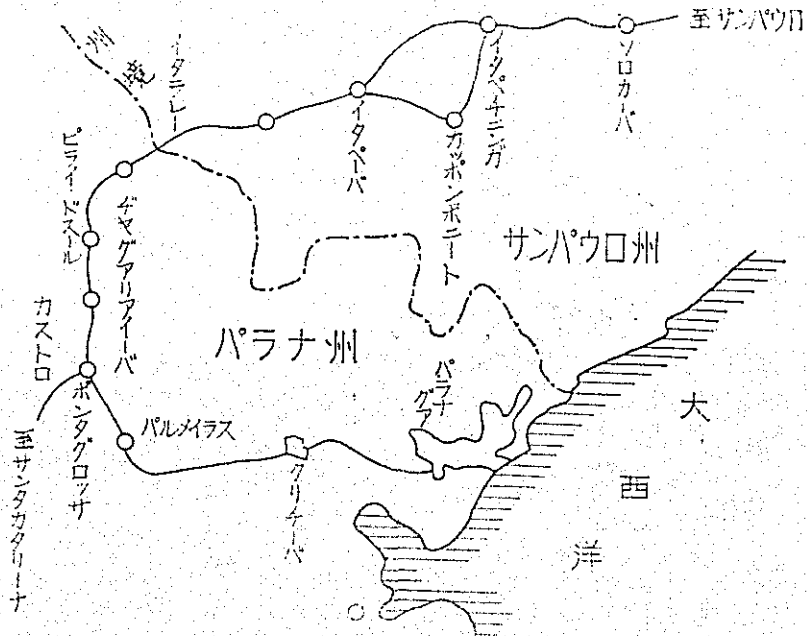 至サンパウロ
ソロカーバ
イタペチニンガ
カッポンボニート
イタペーバ
イタラレー
州境
サンパウロ州
ヂャグアリアイーバ
ピライドスール
カストロ
パラナ州
ポンタグロッサ
至サンタカタリーナ
パルメイラス
クリチーバ
パラナグア
大西洋